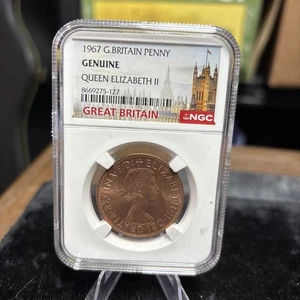 1967 G.BRITAIN PENNY
GENUINE
QUEEN ELIZABETH II
8669275-127
GREAT BRITAIN
NGC